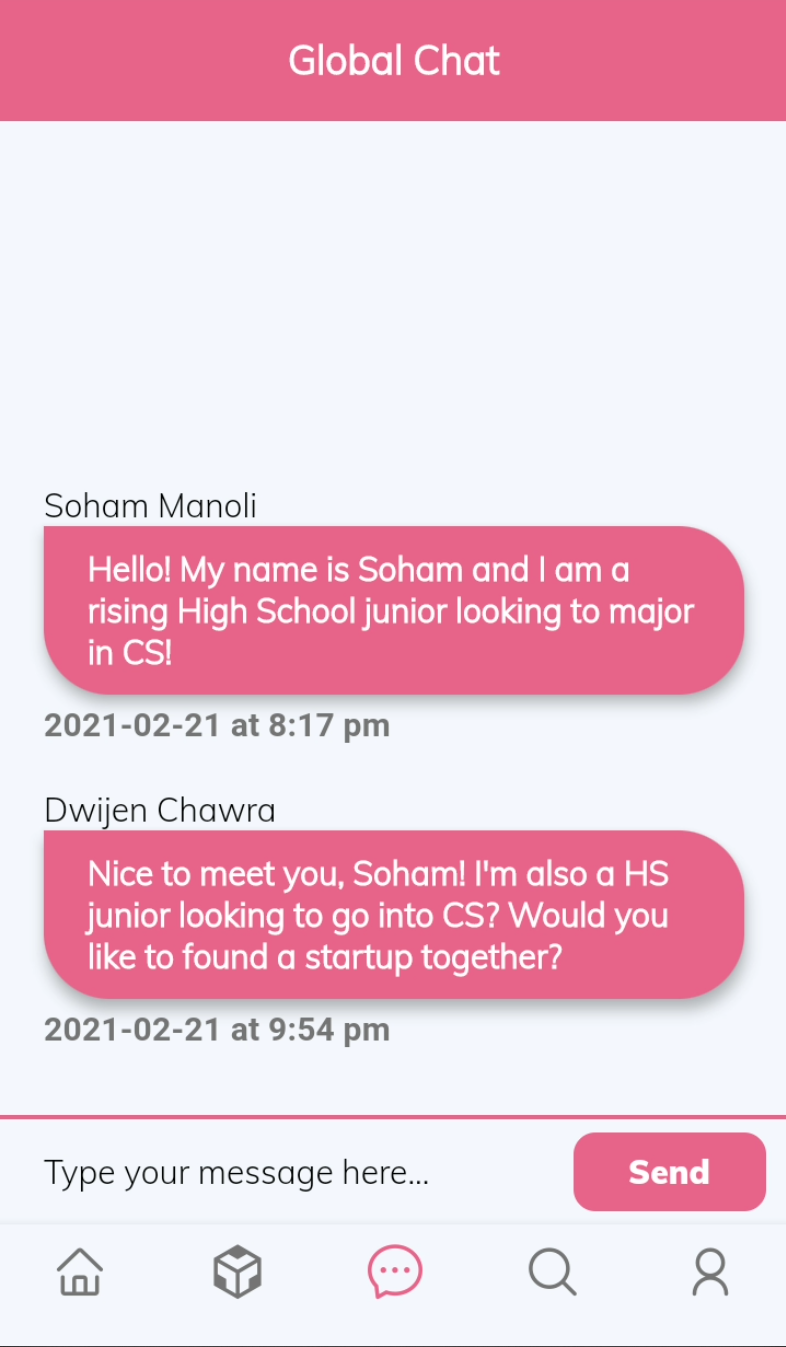 Global Chat
Soham Manoli
Hello! My name is Soham and I am a
rising High School junior looking to major
in CS!
2021-02-21 at 8:17 pm
Dwijen Chawra
Nice to meet you, Soham! I'm also a HS
junior looking to go into CS? Would you
like to found a startup together?
2021-02-21 at 9:54 pm
Type your message here...
Send